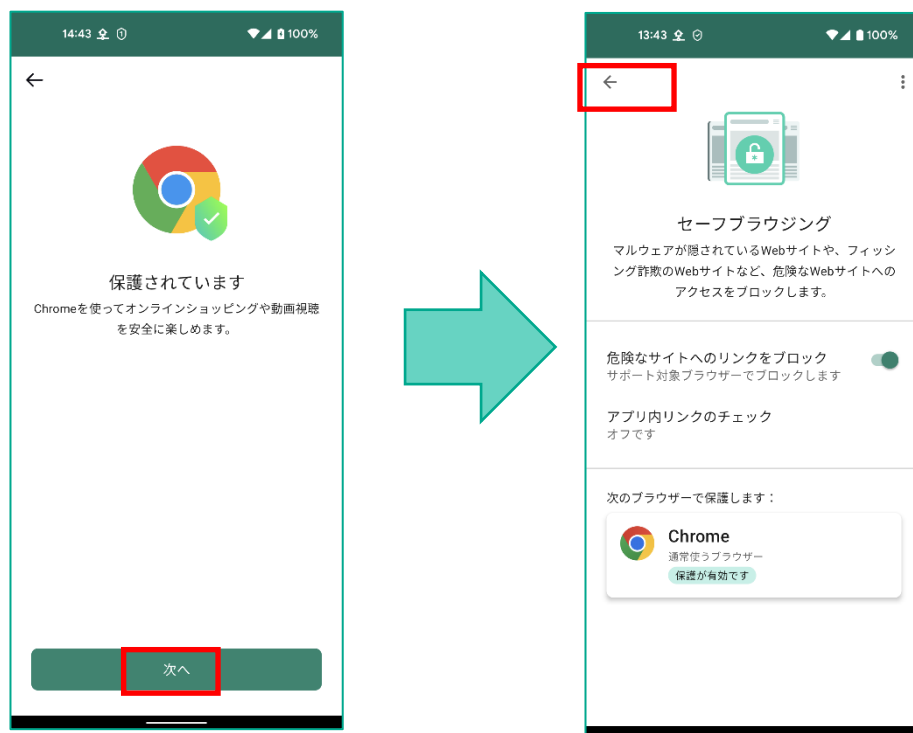 14:43 100%
保護されています
Chromeを使ってオンラインショッピングや動画視聴
を安全に楽しめます。
次へ
13:43 100%
セーフブラウジング
マルウェアが隠されているWebサイトや、フィッシ
ング詐欺のWebサイトなど、危険なWebサイトへの
アクセスをブロックします。
危険なサイトへのリンクをブロック
サポート対象ブラウザーでブロックします
アプリ内リンクのチェック
オフです
次のブラウザーで保護します：
Chrome
通常使うブラウザー
保護が有効です